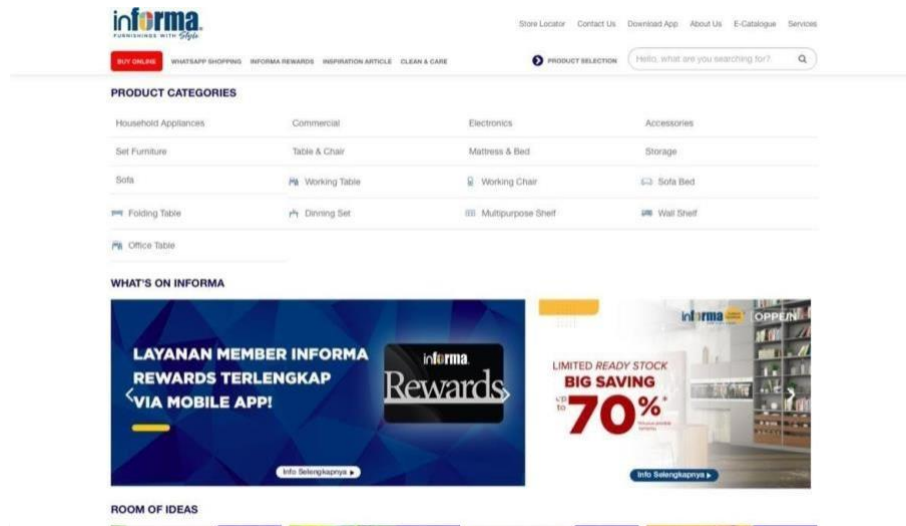 informa.
FURNISHINGS WITH Style
Store Locator Contact Us Download App About Us E-Catalogue Services
BUY ONLINE WHATSAPP SHOPPING INFORMA REWARDS INSPIRATION ARTICLE CLEAN & CARE PRODUCT SELECTION Hello, what are you searching for?
PRODUCT CATEGORIES
Household Appliances Commercial Electronics Accessories
Set Furniture Table & Chair Mattress & Bed Storage
Sofa Working Table Working Chair Sofa Bed
Folding Table Dinning Set Multipurpose Shelf Wall Shelf
Office Table
WHAT'S ON INFORMA
LAYANAN MEMBER INFORMA
REWARDS TERLENGKAP
VIA MOBILE APP!
informa.
Rewards
Info Selengkapnya
informa OPPEIN
LIMITED READY STOCK
BIG SAVING
up to 70%*
Info Selengkapnya
ROOM OF IDEAS